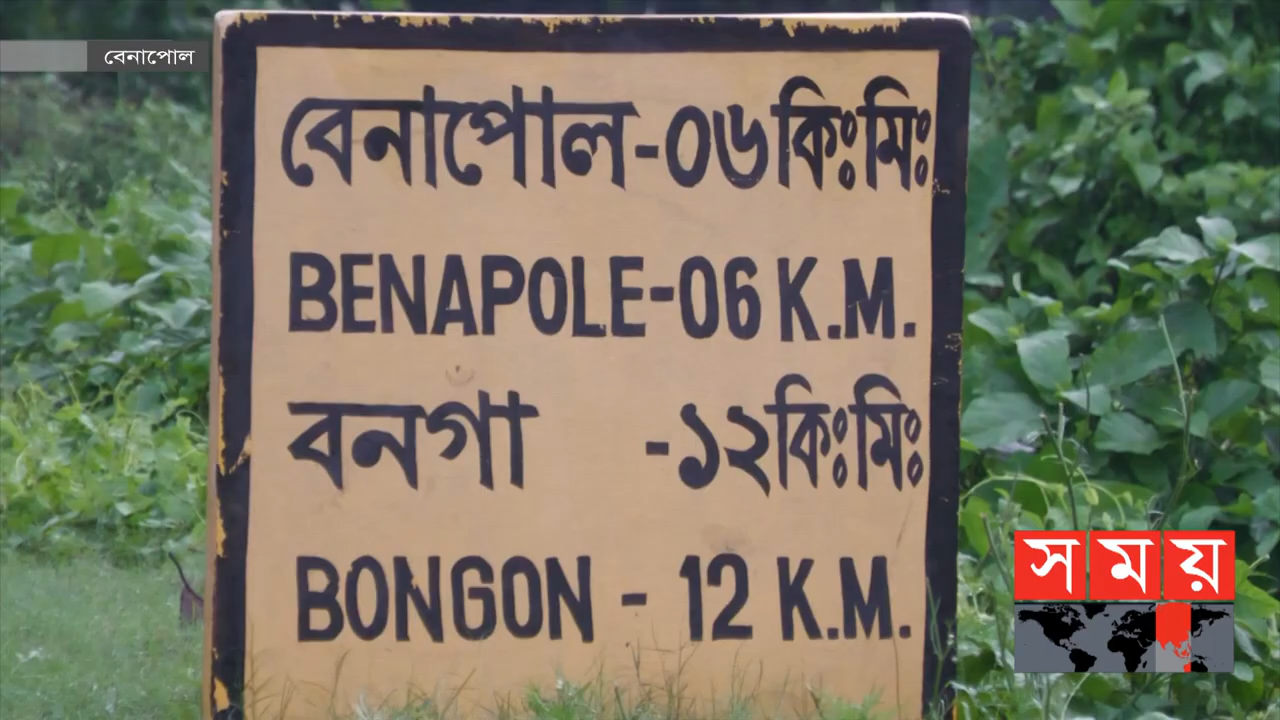 বেনাপোল
বেনাপোল-০৬কিঃমিঃ
BENAPOLE-06 K.M.
বনগা -১২কিঃমিঃ
BONGON - 12 K.M.
সময়